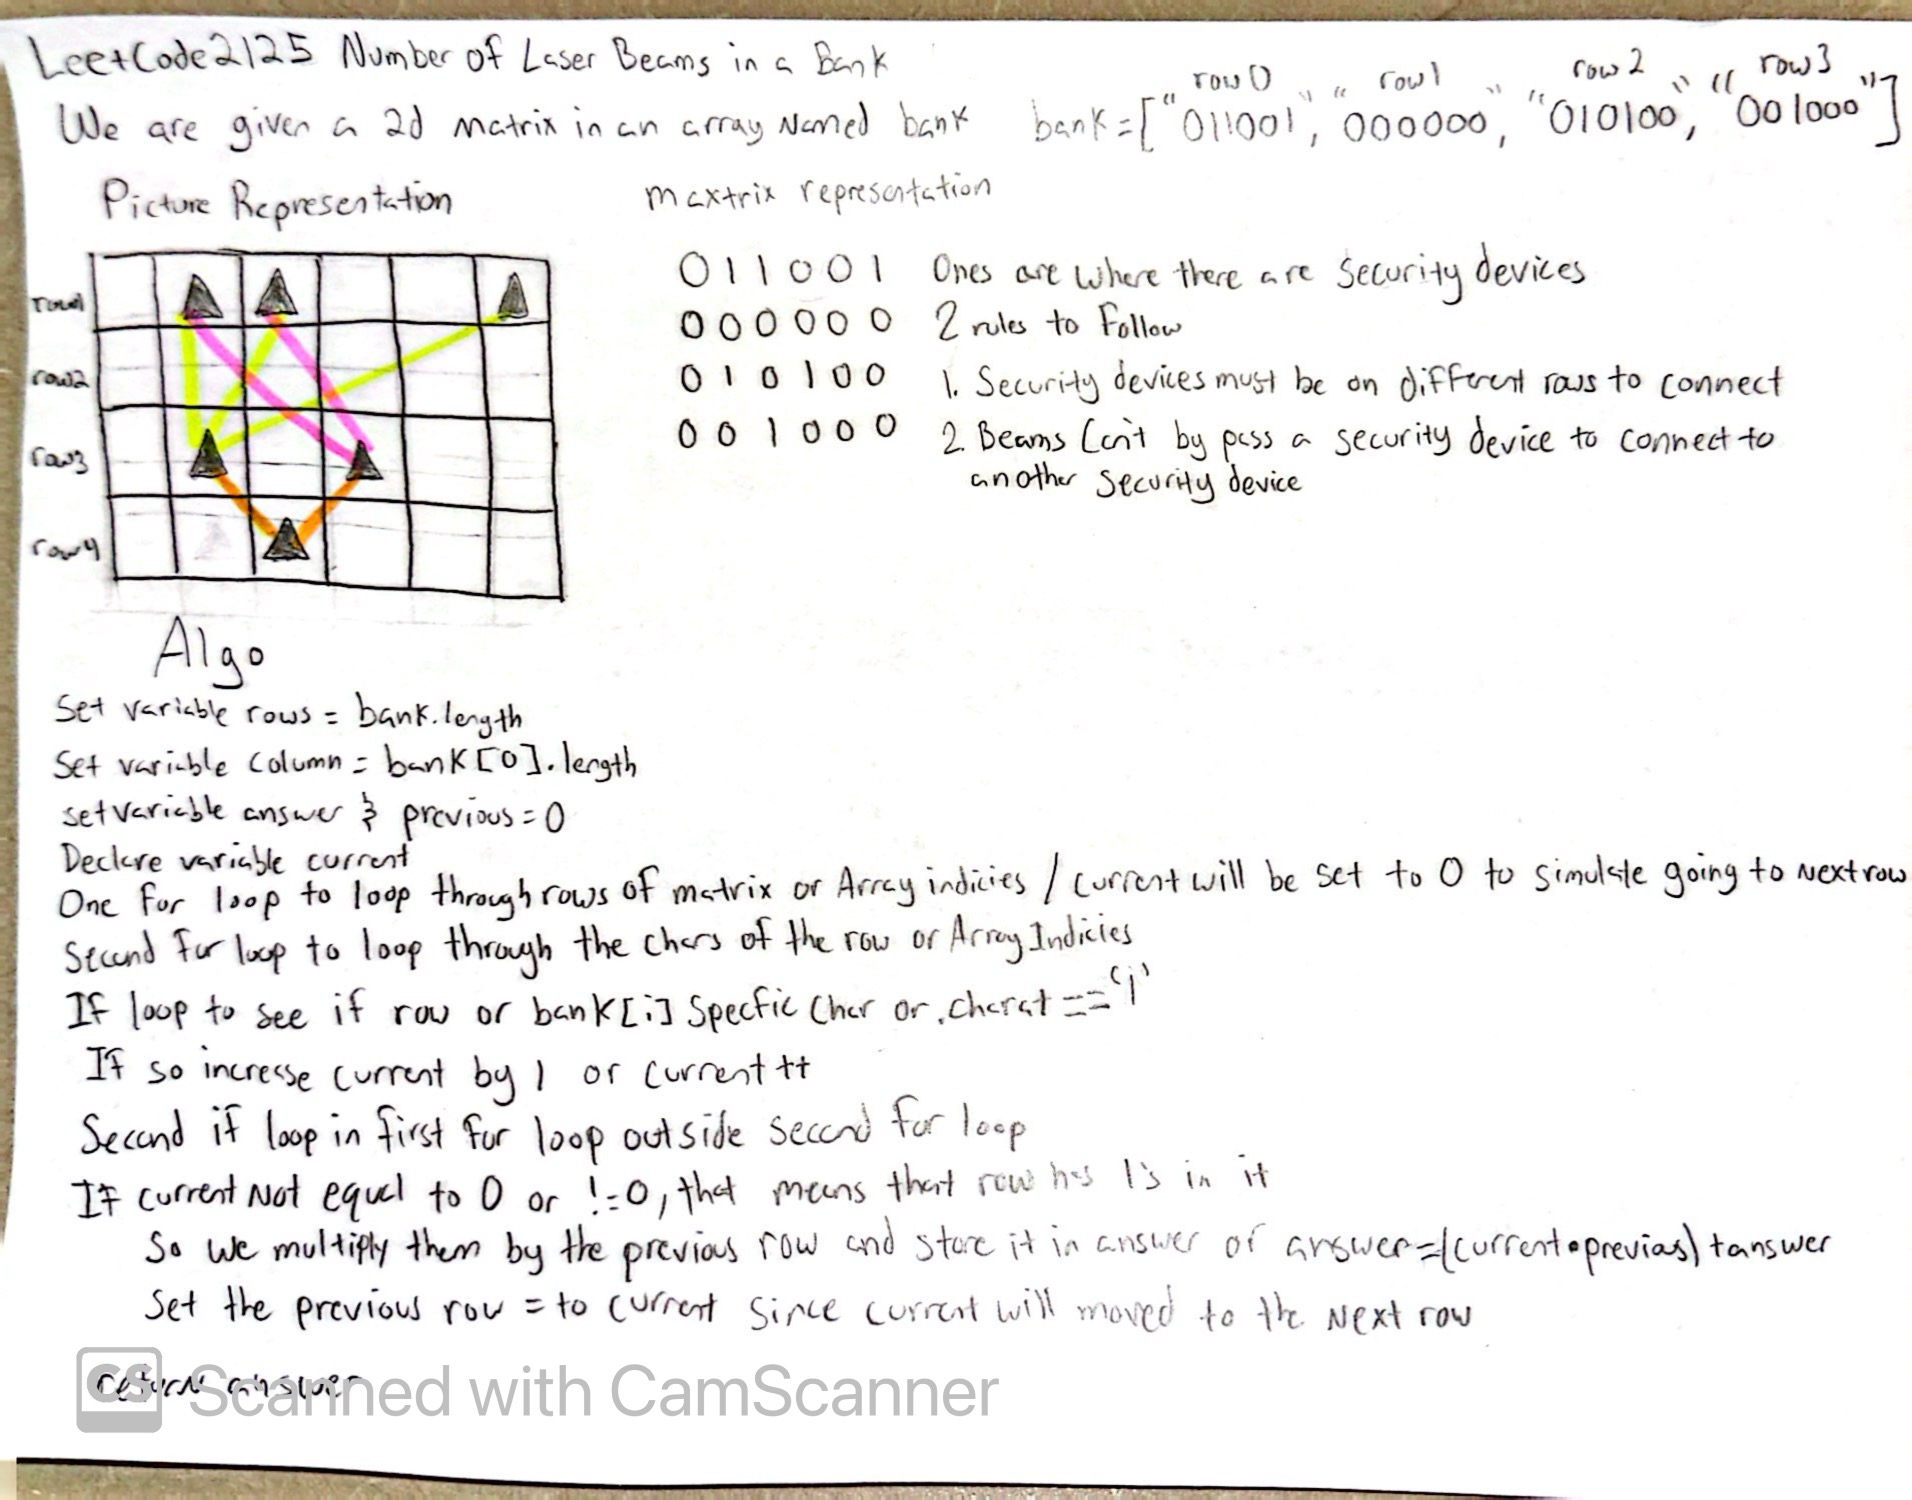 LeetCode2125 Number of Laser Beams in a Bank
We are given a 2d matrix in an array Named bank
row0 row1 row2 row3
bank=["011001", "000000", "010100", "001000"]
Picture Representation
maxtrix representation
row1
row2
row3
row4
011001
000000
010100
001000
Ones are where there are security devices
2 rules to follow
1. Security devices must be on different rows to connect
2. Beams Can't by pass a security device to connect to
another security device
Algo
Set variable rows = bank.length
Set variable column = bank[0].length
set variable answer & previous=0
Declare variable current
One for loop to loop through rows of matrix or Array indicies / current will be set to 0 to simulate going to Next row
Second for loop to loop through the chars of the row or Array Indicies
If loop to see if row or bank[i] Specfic Char or .charat == '1'
If so increase current by 1 or current++
Second if loop in first for loop outside second for loop
If current Not equal to 0 or !=0, that means that row has 1's in it
So we multiply them by the previous row and store it in answer or answer=(current•previous)+answer
Set the previous row = to current since current will moved to the Next row
return answer
CS Scanned with CamScanner